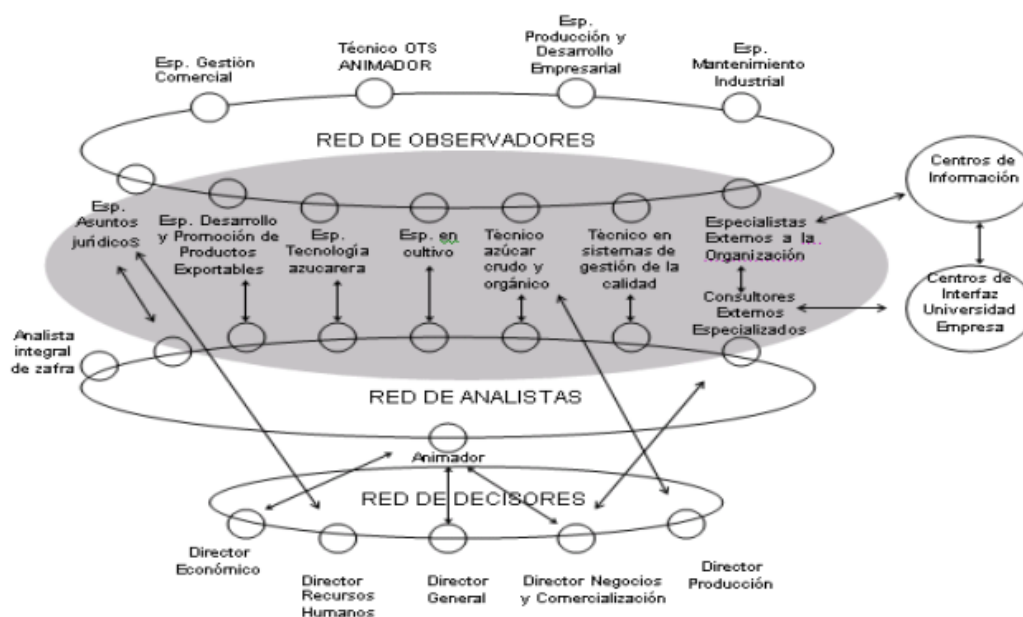 Esp. Gestión
Comercial
Técnico OTS
ANIMADOR
Esp.
Producción y
Desarrollo
Empresarial
Esp.
Mantenimiento
Industrial
RED DE OBSERVADORES
Esp.
Asuntos
jurídicos
Esp. Desarrollo
y Promoción de
Productos
Exportables
Esp.
Tecnología
azucarera
Esp. en
cultivo
Técnico
azúcar
crudo y
orgánico
Técnico en
sistemas de
gestión de la
calidad
Especialistas
Externos a la
Organización
Centros de
Información
Consultores
Externos
Especializados
Centros de
Interfaz
Universidad
Empresa
Analista
integral
de zafra
RED DE ANALISTAS
Animador
RED DE DECISORES
Director
Económico
Director
Recursos
Humanos
Director
General
Director Negocios
y Comercialización
Director
Producción